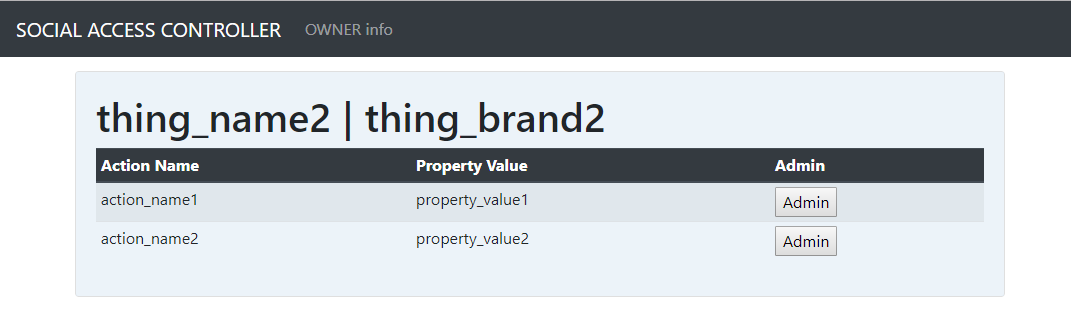 SOCIAL ACCESS CONTROLLER OWNER info
thing_name2 | thing_brand2
Action Name Property Value Admin
action_name1 property_value1 Admin
action_name2 property_value2 Admin